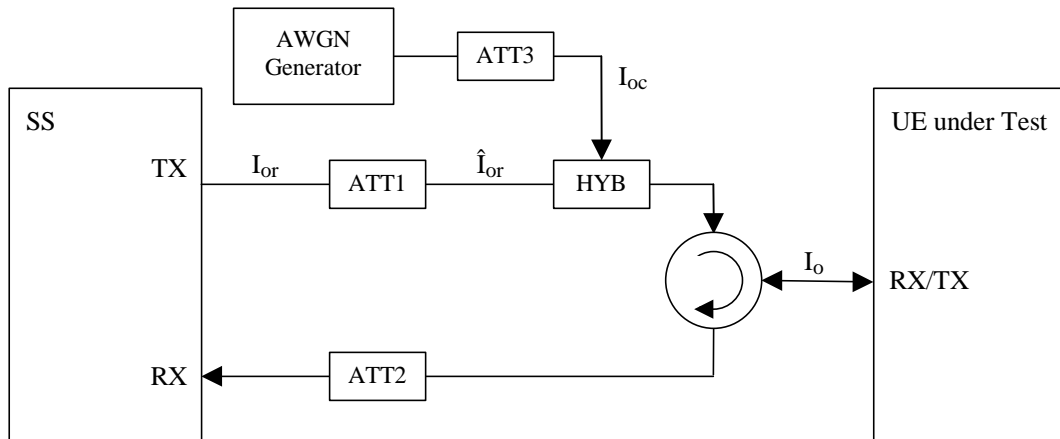 AWGN
Generator
ATT3
I_oc
SS
UE under Test
TX
I_or
ATT1
Î_or
HYB
I_o
RX/TX
RX
ATT2